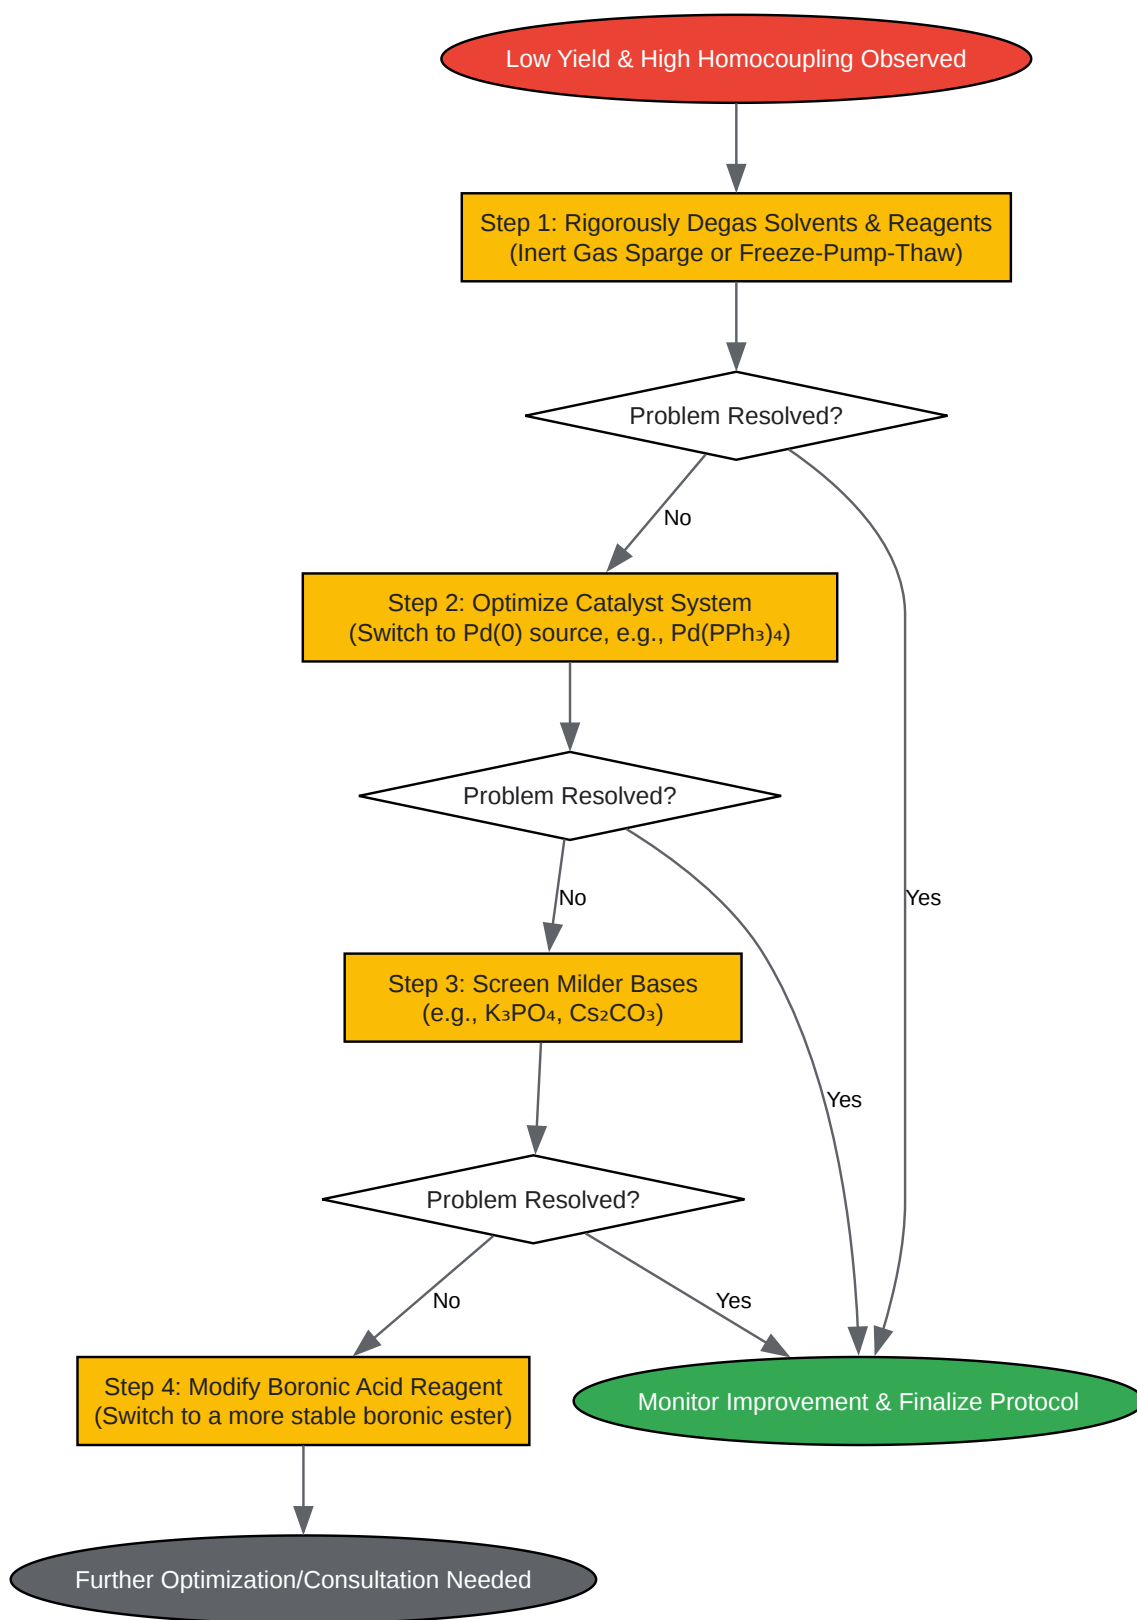 Low Yield & High Homocoupling Observed
Step 1: Rigorously Degas Solvents & Reagents
(Inert Gas Sparge or Freeze-Pump-Thaw)
Problem Resolved?
No
Step 2: Optimize Catalyst System
(Switch to Pd(0) source, e.g., Pd(PPh₃)₄)
Problem Resolved?
No
Yes
Step 3: Screen Milder Bases
(e.g., K₃PO₄, Cs₂CO₃)
Yes
Problem Resolved?
No
Yes
Step 4: Modify Boronic Acid Reagent
(Switch to a more stable boronic ester)
Monitor Improvement & Finalize Protocol
Further Optimization/Consultation Needed